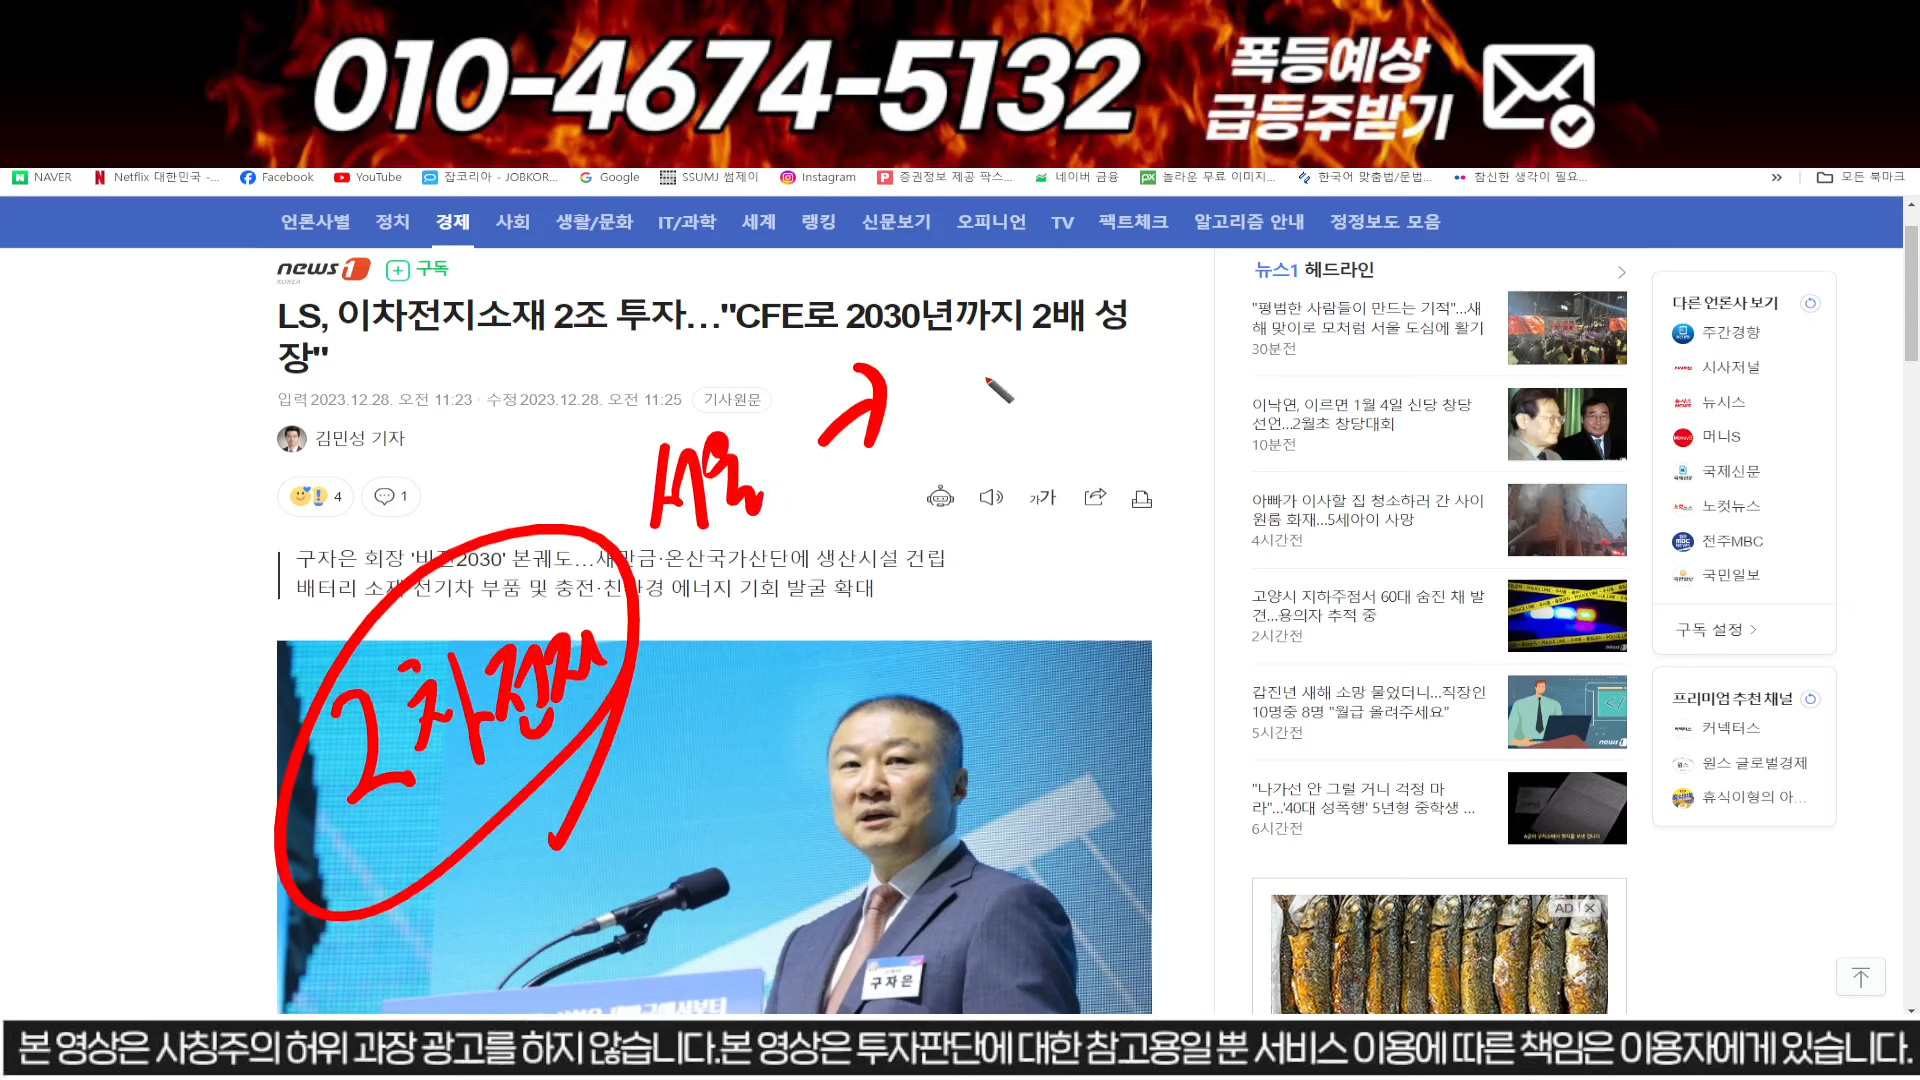 010-4674-5132
폭등예상
급등주받기
NAVER
Netflix 대한민국 -...
Facebook
YouTube
잡코리아 - JOBKOR...
Google
SSUMJ 썸제이
Instagram
증권정보 제공 팍스...
네이버 금융
놀라운 무료 이미지...
한국어 맞춤법/문법...
참신한 생각이 필요...
모든 북마크
언론사별 정치 경제 사회 생활/문화 IT/과학 세계 랭킹 신문보기 오피니언 TV 팩트체크 알고리즘 안내 정정보도 모음
news1
KOREA
구독
LS, 이차전지소재 2조 투자…"CFE로 2030년까지 2배 성
장"
입력 2023.12.28. 오전 11:23 · 수정 2023.12.28. 오전 11:25
기사원문
김민성 기자
4
1
가가
서울
구자은 회장 '비전2030' 본궤도…새만금·온산국가산단에 생산시설 건립
배터리 소재·전기차 부품 및 충전·친환경 에너지 기회 발굴 확대
2차전지
구자은
뉴스1 헤드라인
"평범한 사람들이 만드는 기적"...새
해 맞이로 모처럼 서울 도심에 활기
30분전
이낙연, 이르면 1월 4일 신당 창당
선언...2월초 창당대회
10분전
아빠가 이사할 집 청소하러 간 사이
원룸 화재...5세아이 사망
4시간전
고양시 지하주점서 60대 숨진 채 발
견...용의자 추적 중
2시간전
갑진년 새해 소망 물었더니...직장인
10명중 8명 "월급 올려주세요"
5시간전
"나가선 안 그럴 거니 걱정 마
라"...'40대 성폭행' 5년형 중학생 ...
6시간전
AD
다른 언론사 보기
주간경향
시사저널
뉴시스
머니S
국제신문
노컷뉴스
전주MBC
국민일보
구독 설정
프리미엄 추천 채널
커넥터스
원스 글로벌경제
휴식이형의 아...
본 영상은 사칭주의 허위 과장 광고를 하지 않습니다.본 영상은 투자판단에 대한 참고용일 뿐 서비스 이용에 따른 책임은 이용자에게 있습니다.